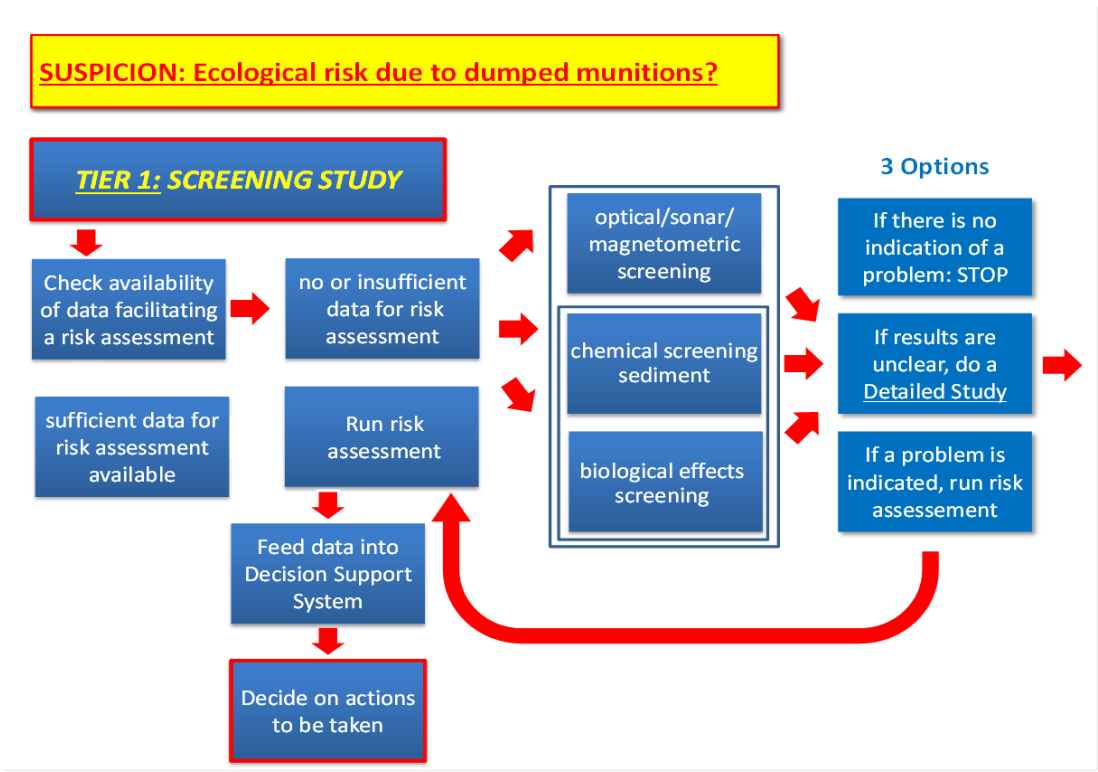 SUSPICION: Ecological risk due to dumped munitions?
TIER 1: SCREENING STUDY
Check availability
of data facilitating
a risk assessment
no or insufficient
data for risk
assessment
sufficient data for
risk assessment
available
Run risk
assessment
Feed data into
Decision Support
System
Decide on actions
to be taken
optical/sonar/
magnetometric
screening
chemical screening
sediment
biological effects
screening
3 Options
If there is no
indication of a
problem: STOP
If results are
unclear, do a
Detailed Study
If a problem is
indicated, run risk
assessement